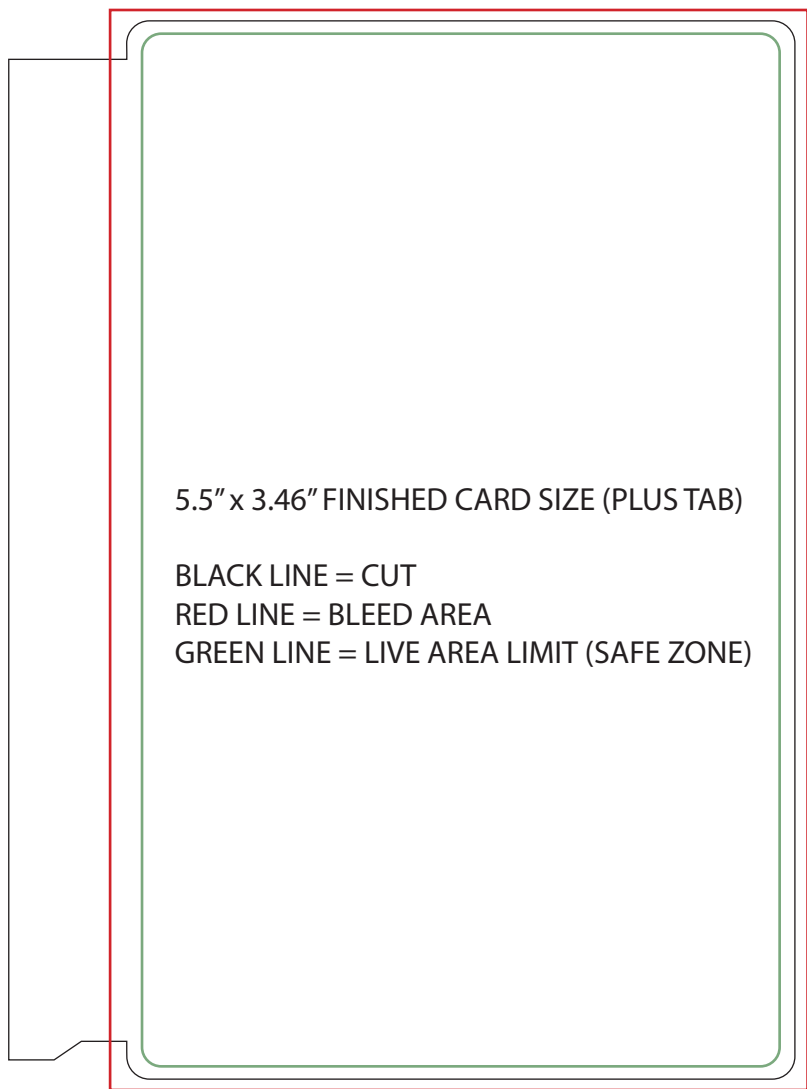 5.5” x 3.46” FINISHED CARD SIZE (PLUS TAB)
BLACK LINE = CUT
RED LINE = BLEED AREA
GREEN LINE = LIVE AREA LIMIT (SAFE ZONE)